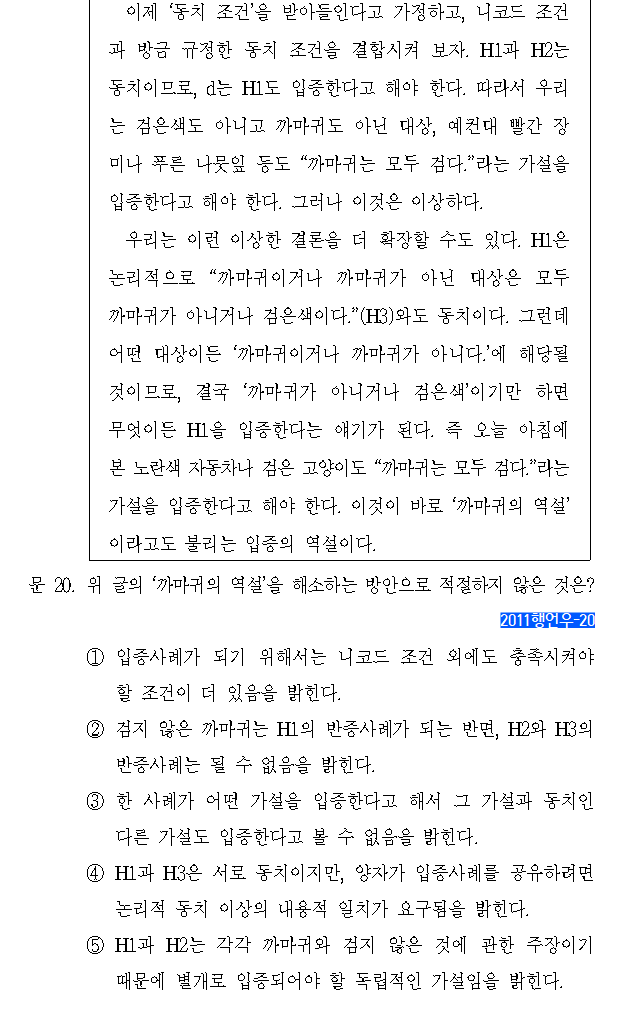 이제 ‘동치 조건’을 받아들인다고 가정하고, 니코드 조건
과 방금 규정한 동치 조건을 결합시켜 보자. H1과 H2는
동치이므로, d는 H1도 입증한다고 해야 한다. 따라서 우리
는 검은색도 아니고 까마귀도 아닌 대상, 예컨대 빨간 장
미나 푸른 나뭇잎 등도 “까마귀는 모두 검다.”라는 가설을
입증한다고 해야 한다. 그러나 이것은 이상하다.
우리는 이런 이상한 결론을 더 확장할 수도 있다. H1은
논리적으로 “까마귀이거나 까마귀가 아닌 대상은 모두
까마귀가 아니거나 검은색이다.”(H3)와도 동치이다. 그런데
어떤 대상이든 ‘까마귀이거나 까마귀가 아니다.’에 해당될
것이므로, 결국 ‘까마귀가 아니거나 검은색’이기만 하면
무엇이든 H1을 입증한다는 얘기가 된다. 즉 오늘 아침에
본 노란색 자동차나 검은 고양이도 “까마귀는 모두 검다.”라는
가설을 입증한다고 해야 한다. 이것이 바로 ‘까마귀의 역설’
이라고도 불리는 입증의 역설이다.
문 20. 위 글의 ‘까마귀의 역설’을 해소하는 방안으로 적절하지 않은 것은?
2011행언우-20
① 입증사례가 되기 위해서는 니코드 조건 외에도 충족시켜야
할 조건이 더 있음을 밝힌다.
② 검지 않은 까마귀는 H1의 반증사례가 되는 반면, H2와 H3의
반증사례는 될 수 없음을 밝힌다.
③ 한 사례가 어떤 가설을 입증한다고 해서 그 가설과 동치인
다른 가설도 입증한다고 볼 수 없음을 밝힌다.
④ H1과 H3은 서로 동치이지만, 양자가 입증사례를 공유하려면
논리적 동치 이상의 내용적 일치가 요구됨을 밝힌다.
⑤ H1과 H2는 각각 까마귀와 검지 않은 것에 관한 주장이기
때문에 별개로 입증되어야 할 독립적인 가설임을 밝힌다.